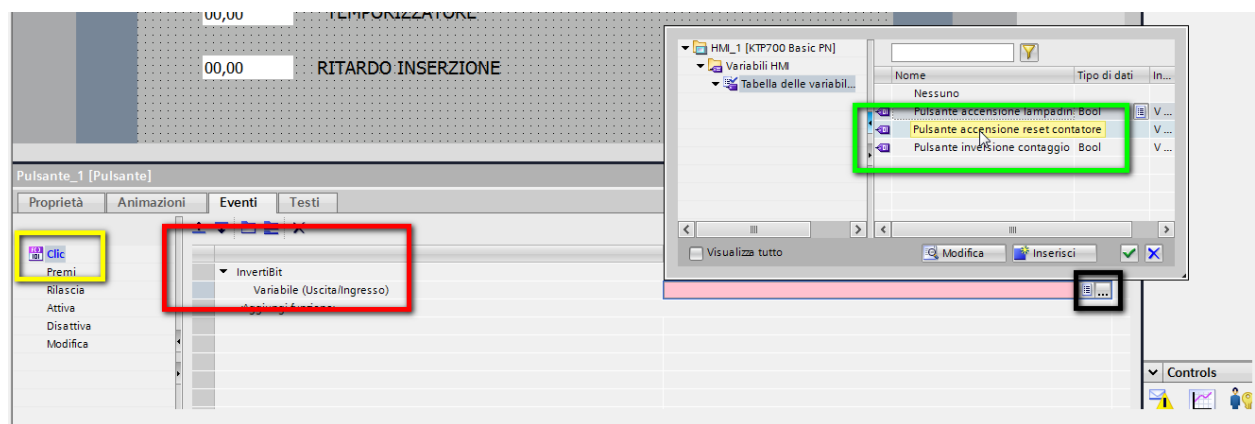 00,00 TEMPORIZZATORE
00,00 RITARDO INSERZIONE
HMI_1 [KTP700 Basic PN]
Variabili HMI
Tabella delle variabil...
Nome Tipo di dati In...
Nessuno
Pulsante accensione lampadin Bool V ...
Pulsante accensione reset contatore V ...
Pulsante inversione contaggio Bool V ...
Visualizza tutto Modifica Inserisci
Pulsante_1 [Pulsante]
Proprietà Animazioni Eventi Testi
Clic
Premi
Rilascia
Attiva
Disattiva
Modifica
InvertiBit
Variabile (Uscita/Ingresso)
...
Controls